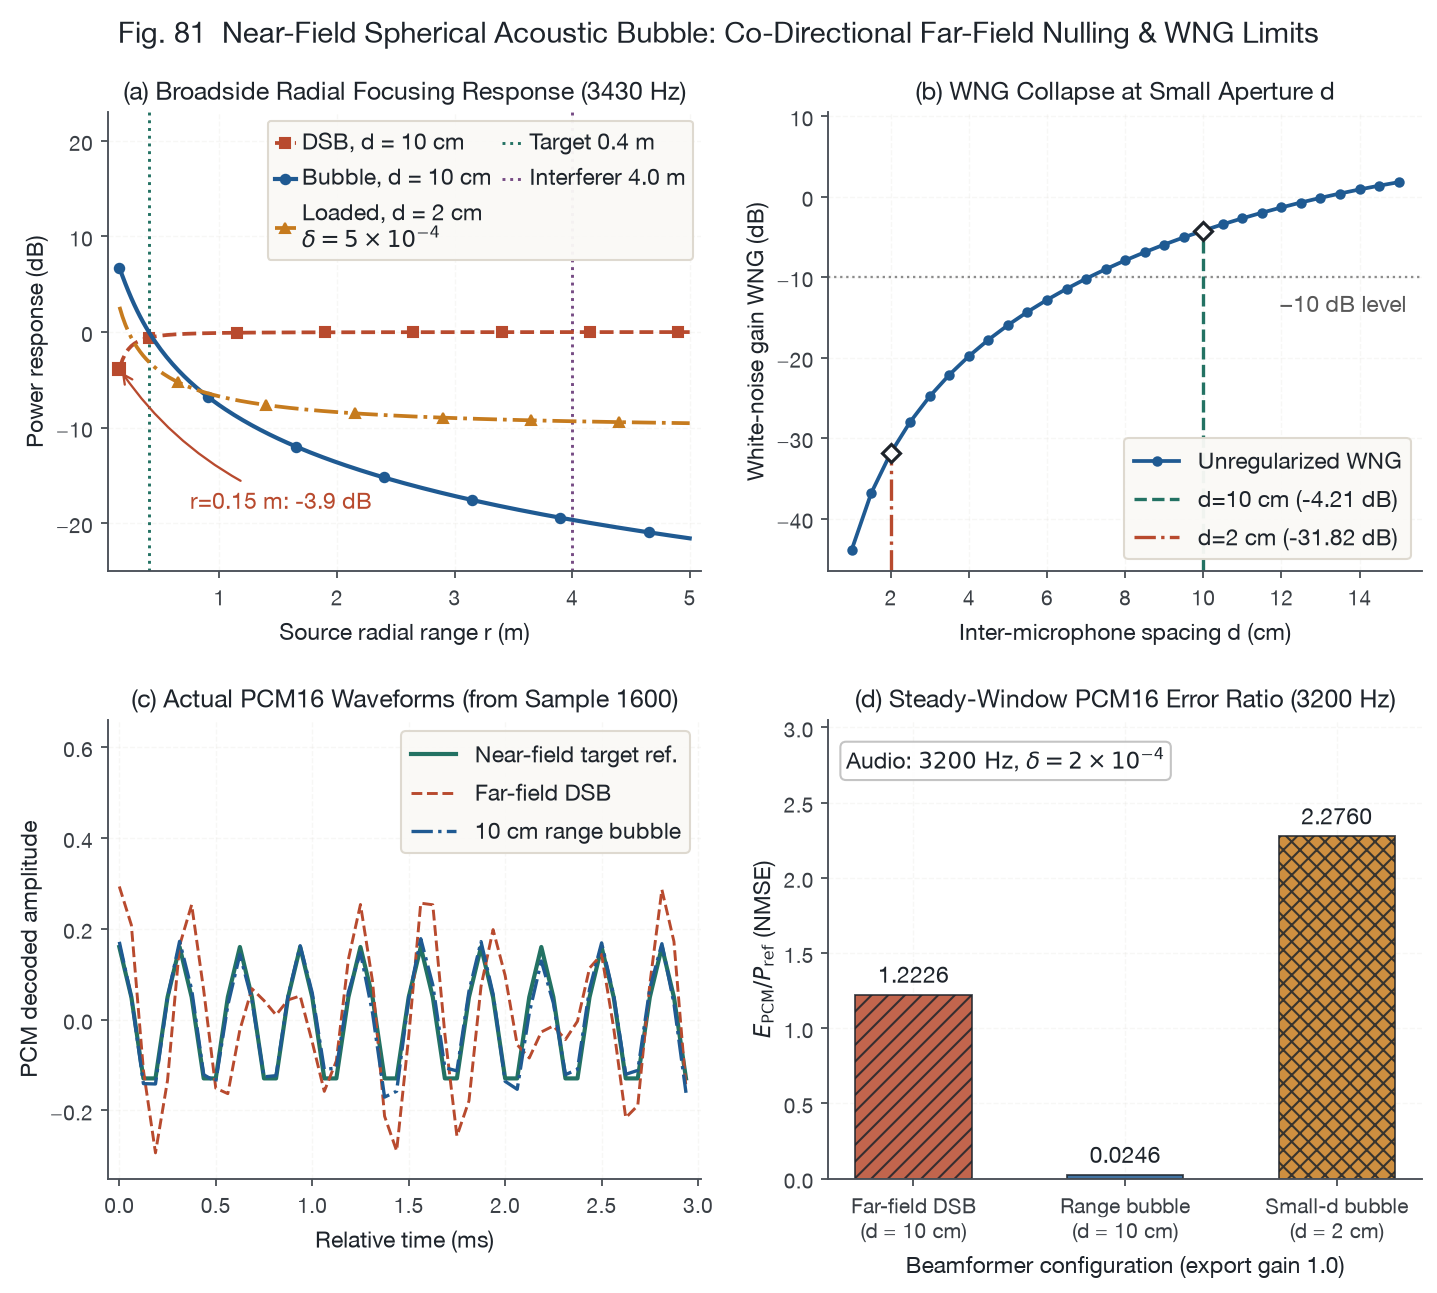 Fig. 81  Near-Field Spherical Acoustic Bubble: Co-Directional Far-Field Nulling & WNG Limits
(a) Broadside Radial Focusing Response (3430 Hz)
Power response (dB)
20
10
0
−10
−20
DSB, d = 10 cm
Bubble, d = 10 cm
Loaded, d = 2 cm
δ = 5 × 10⁻⁴
Target 0.4 m
Interferer 4.0 m
r=0.15 m: -3.9 dB
1
2
3
4
5
Source radial range r (m)
(b) WNG Collapse at Small Aperture d
White-noise gain WNG (dB)
10
0
−10
−20
−30
−40
−10 dB level
Unregularized WNG
d=10 cm (-4.21 dB)
d=2 cm (-31.82 dB)
2
4
6
8
10
12
14
Inter-microphone spacing d (cm)
(c) Actual PCM16 Waveforms (from Sample 1600)
PCM decoded amplitude
0.6
0.4
0.2
0.0
−0.2
Near-field target ref.
Far-field DSB
10 cm range bubble
0.0
0.5
1.0
1.5
2.0
2.5
3.0
Relative time (ms)
(d) Steady-Window PCM16 Error Ratio (3200 Hz)
E_PCM/P_ref (NMSE)
3.0
2.5
2.0
1.5
1.0
0.5
0.0
Audio: 3200 Hz, δ = 2 × 10⁻⁴
1.2226
0.0246
2.2760
Far-field DSB
(d = 10 cm)
Range bubble
(d = 10 cm)
Small-d bubble
(d = 2 cm)
Beamformer configuration (export gain 1.0)